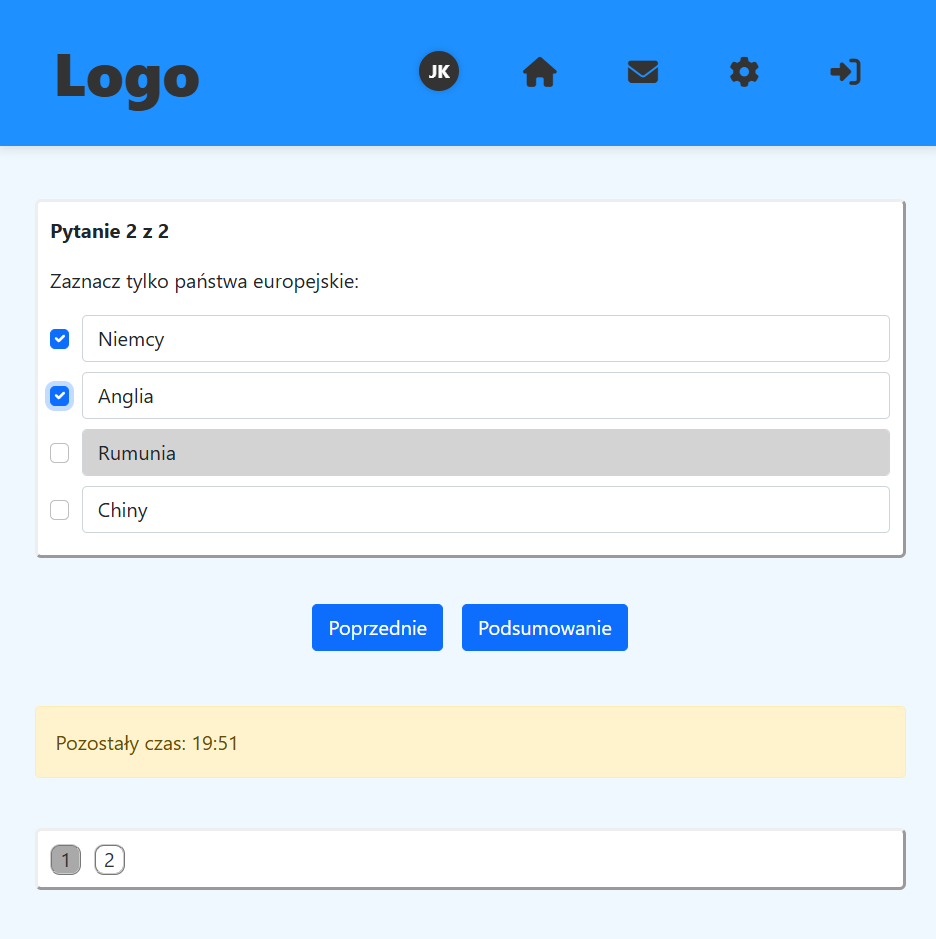 Logo
JK
Pytanie 2 z 2
Zaznacz tylko państwa europejskie:
Niemcy
Anglia
Rumunia
Chiny
Poprzednie Podsumowanie
Pozostały czas: 19:51
1 2